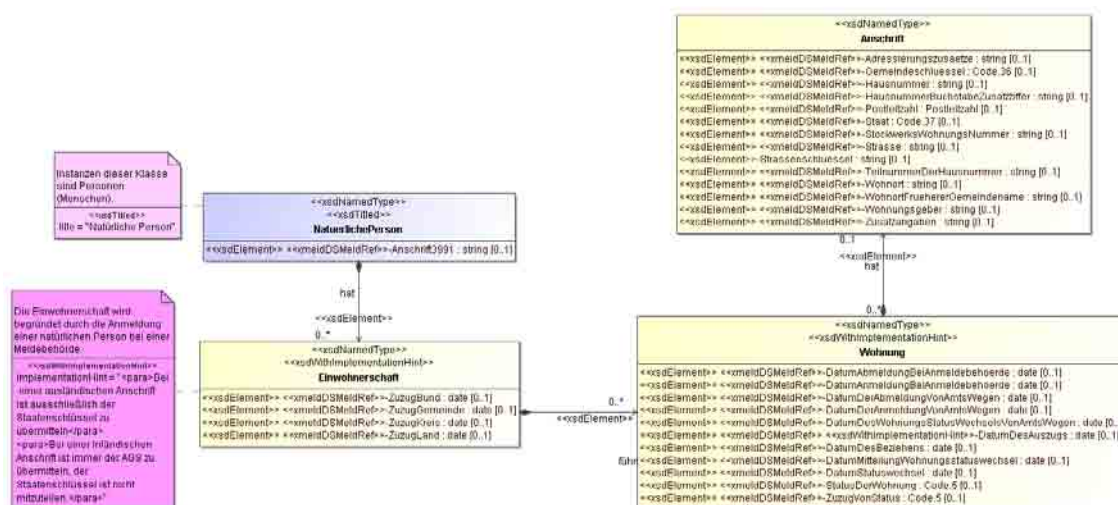 <<xsdNamedType>>
Anschrift
<<xsdElement>> <<xmeldDSMeldRef>>-Adressierungszusaetze : string [0..1]
<<xsdElement>> <<xmeldDSMeldRef>>-Gemeindeschluessel : Code.36 [0..1]
<<xsdElement>> <<xmeldDSMeldRef>>-Hausnummer : string [0..1]
<<xsdElement>> <<xmeldDSMeldRef>>-HausnummerBuchstabeZusatzziffer : string [0..1]
<<xsdElement>> <<xmeldDSMeldRef>>-Postleitzahl : Postleitzahl [0..1]
<<xsdElement>> <<xmeldDSMeldRef>>-Staat : Code.37 [0..1]
<<xsdElement>> <<xmeldDSMeldRef>>-StockwerksWohnungsNummer : string [0..1]
<<xsdElement>> <<xmeldDSMeldRef>>-Strasse : string [0..1]
<<xsdElement>>-Strassenschluessel : string [0..1]
<<xsdElement>> <<xmeldDSMeldRef>>-TeilnummerDerHausnummer : string [0..1]
<<xsdElement>> <<xmeldDSMeldRef>>-Wohnort : string [0..1]
<<xsdElement>> <<xmeldDSMeldRef>>-WohnortFruehererGemeindename : string [0..1]
<<xsdElement>> <<xmeldDSMeldRef>>-Wohnungsgeber : string [0..1]
<<xsdElement>> <<xmeldDSMeldRef>>-Zusatzangaben : string [0..1]
Instanzen dieser Klasse
sind Personen
(Menschen).
<<xsdTitled>>
title = "Natürliche Person"
<<xsdNamedType>>
<<xsdTitled>>
NatuerlichePerson
<<xsdElement>> <<xmeldDSMeldRef>>-Anschrift3991 : string [0..1]
0..1
<<xsdElement>>
hat
0..*
hat
<<xsdElement>>
0..*
Die Einwohnerschaft wird
begründet durch die Anmeldung
einer natürlichen Person bei einer
Meldebehörde.
<<xsdWithImplementationHint>>
implementationHint = "<para>Bei
einer ausländischen Anschrift
ist ausschließlich der
Staatenschlüssel zu
übermitteln</para>
<para>Bei einer Inländischen
Anschrift ist immer der AGS zu
übermitteln, der
Staatenschlüssel ist nicht
mitzuteilen.</para>"
<<xsdNamedType>>
<<xsdWithImplementationHint>>
Einwohnerschaft
<<xsdElement>> <<xmeldDSMeldRef>>-ZuzugBund : date [0..1]
<<xsdElement>> <<xmeldDSMeldRef>>-ZuzugGemeinde : date [0..1]
<<xsdElement>> <<xmeldDSMeldRef>>-ZuzugKreis : date [0..1]
<<xsdElement>> <<xmeldDSMeldRef>>-ZuzugLand : date [0..1]
0..*
<<xsdElement>>
führ
<<xsdNamedType>>
<<xsdWithImplementationHint>>
Wohnung
<<xsdElement>> <<xmeldDSMeldRef>>-DatumAbmeldungBeiAnmeldebehoerde : date [0..1]
<<xsdElement>> <<xmeldDSMeldRef>>-DatumAnmeldungBeiAnmeldebehoerde : date [0..1]
<<xsdElement>> <<xmeldDSMeldRef>>-DatumDerAbmeldungVonAmtsWegen : date [0..1]
<<xsdElement>> <<xmeldDSMeldRef>>-DatumDerAnmeldungVonAmtsWegen : date [0..1]
<<xsdElement>> <<xmeldDSMeldRef>>-DatumDesWohnungsStatusWechselsVonAmtsWegen : date [0..1]
<<xsdElement>> <<xmeldDSMeldRef>> <<xsdWithImplementationHint>>-DatumDesAuszugs : date [0..1]
<<xsdElement>> <<xmeldDSMeldRef>>-DatumDesBeziehens : date [0..1]
<<xsdElement>> <<xmeldDSMeldRef>>-DatumMitteilungWohnungsstatuswechsel : date [0..1]
<<xsdElement>> <<xmeldDSMeldRef>>-DatumStatuswechsel : date [0..1]
<<xsdElement>> <<xmeldDSMeldRef>>-StatusDerWohnung : Code.5 [0..1]
<<xsdElement>> <<xmeldDSMeldRef>>-ZuzugVonStatus : Code.5 [0..1]